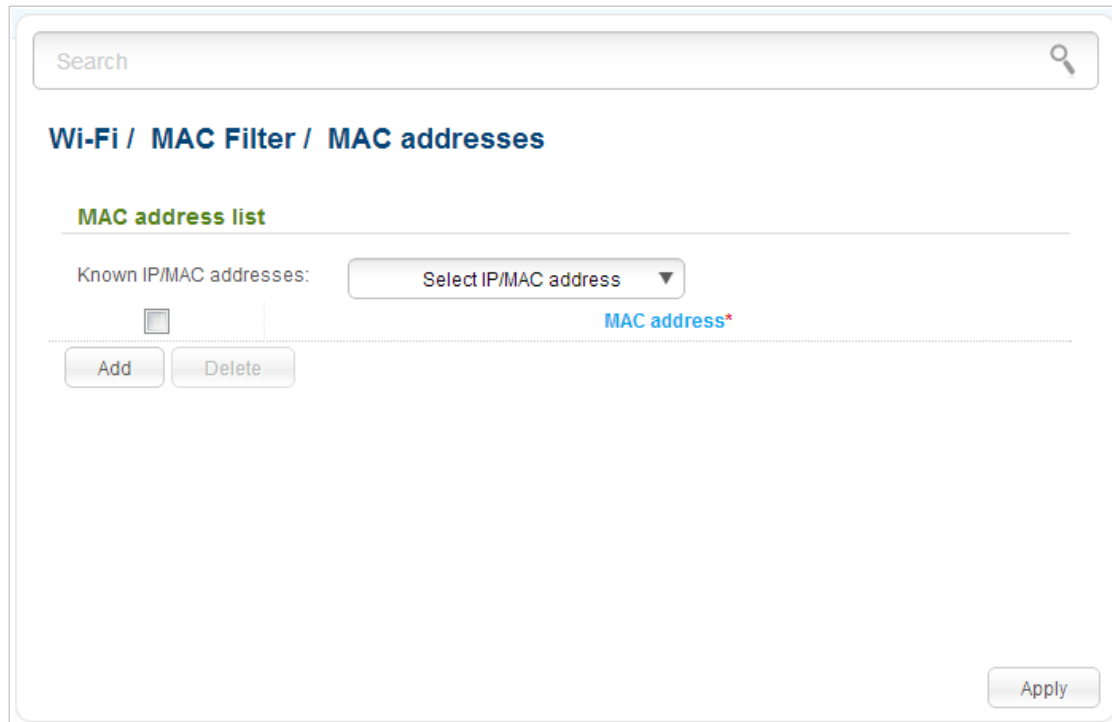 Search
Wi-Fi / MAC Filter / MAC addresses
MAC address list
Known IP/MAC addresses: Select IP/MAC address
MAC address*
Add Delete
Apply